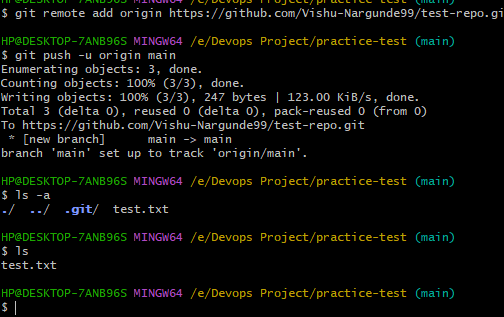 $ git remote add origin https://github.com/Vishu-Nargunde99/test-repo.git
HP@DESKTOP-7ANB96S MINGW64 /e/Devops Project/practice-test (main)
$ git push -u origin main
Enumerating objects: 3, done.
Counting objects: 100% (3/3), done.
Writing objects: 100% (3/3), 247 bytes | 123.00 KiB/s, done.
Total 3 (delta 0), reused 0 (delta 0), pack-reused 0 (from 0)
To https://github.com/Vishu-Nargunde99/test-repo.git
 * [new branch]      main -> main
branch 'main' set up to track 'origin/main'.
HP@DESKTOP-7ANB96S MINGW64 /e/Devops Project/practice-test (main)
$ ls -a
./  ../  .git/  test.txt
HP@DESKTOP-7ANB96S MINGW64 /e/Devops Project/practice-test (main)
$ ls
test.txt
HP@DESKTOP-7ANB96S MINGW64 /e/Devops Project/practice-test (main)
$